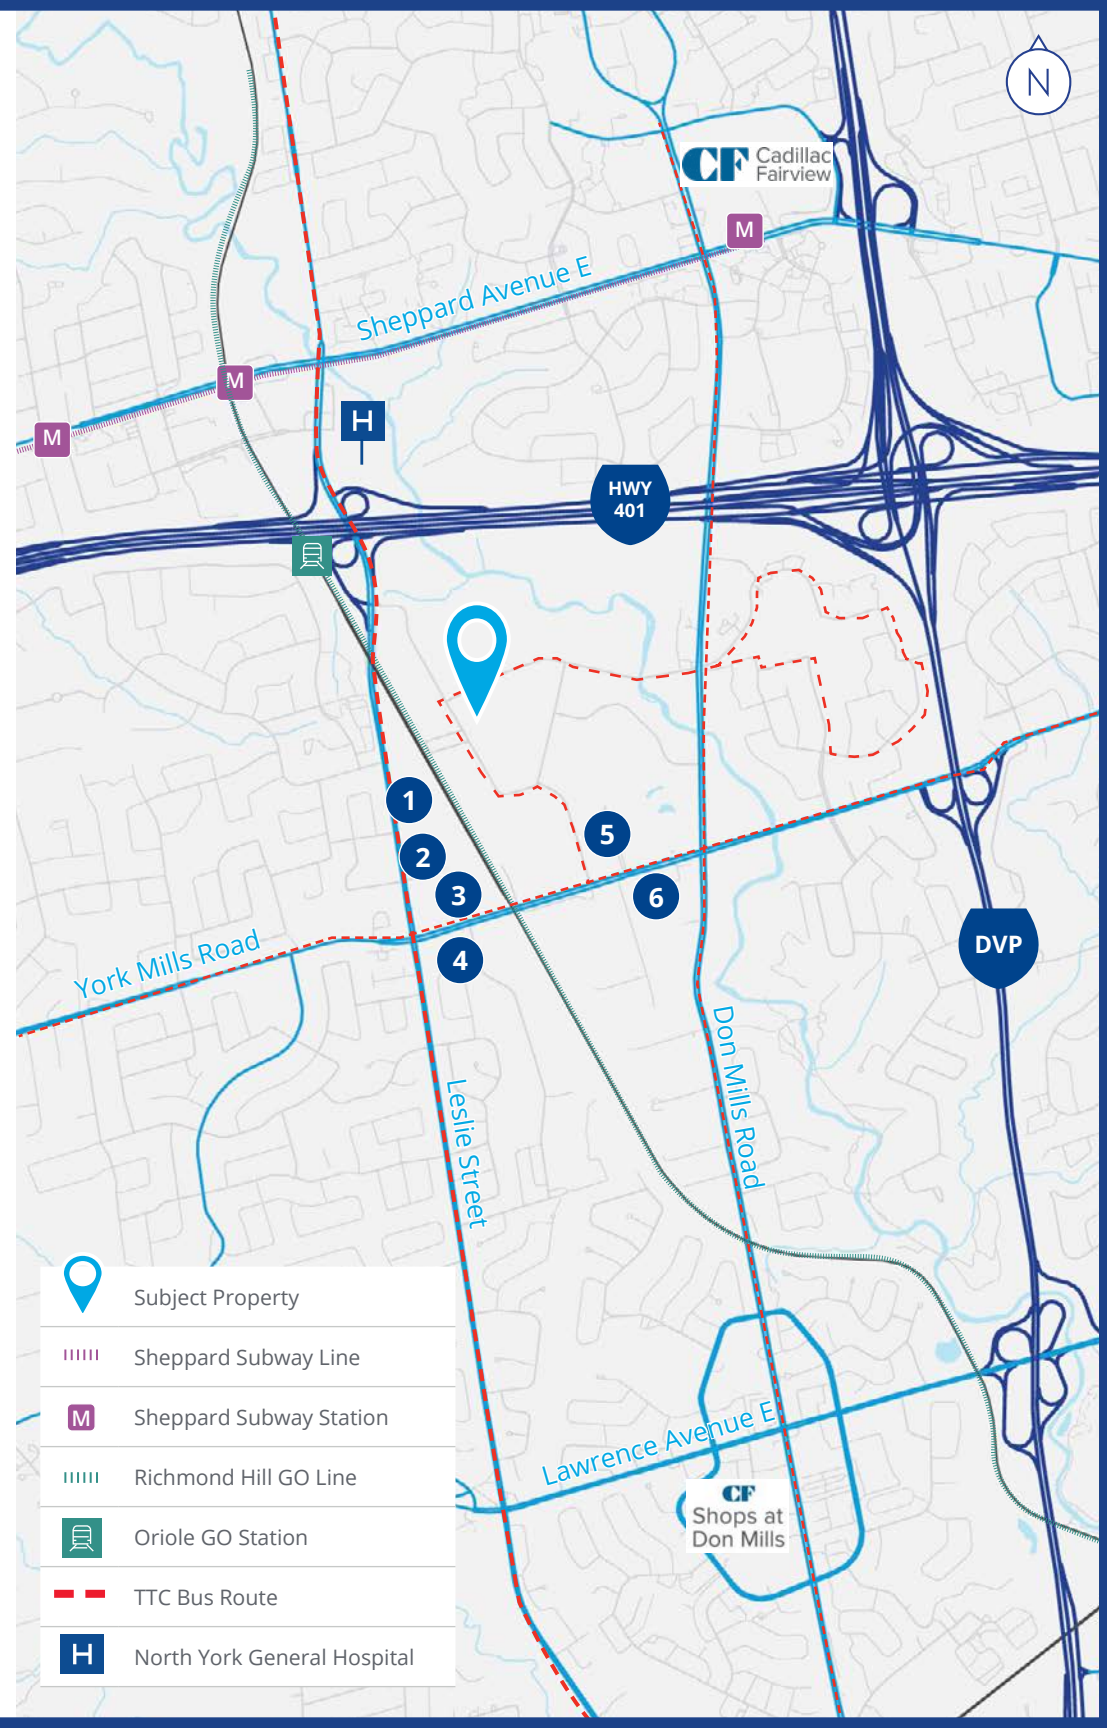 N
CF Cadillac
Fairview
M
Sheppard Avenue E
M
H
M
HWY
401
1
5
2
3
6
4
DVP
York Mills Road
Don Mills Road
Leslie Street
Subject Property
Sheppard Subway Line
M Sheppard Subway Station
Richmond Hill GO Line
Oriole GO Station
TTC Bus Route
H North York General Hospital
Lawrence Avenue E
CF
Shops at
Don Mills